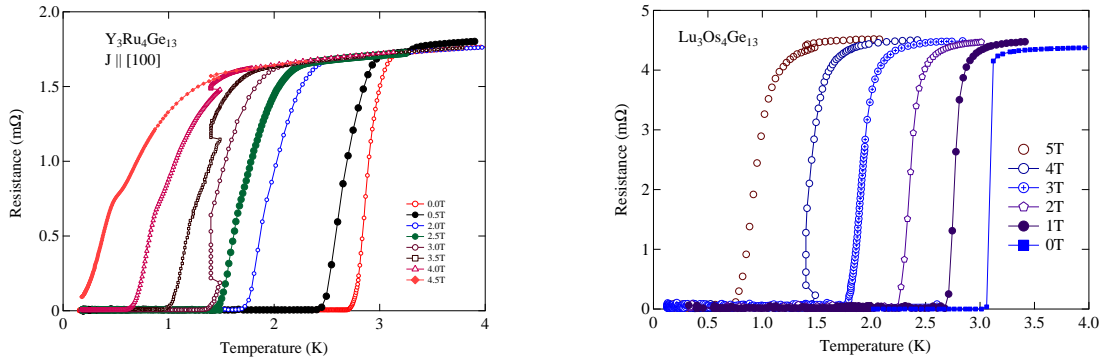 Y3Ru4Ge13
J || [100]
Resistance (mΩ)
2.0
1.5
1.2
0.6
0
0.0T
0.5T
2.0T
2.5T
3.0T
3.5T
4.0T
4.5T
0 1 2 3 4
Temperature (K)
Lu3Os4Ge13
Resistance (mΩ)
5
4
3
2
1
0
5T
4T
3T
2T
1T
0T
0 0.5 1.0 1.5 2.0 2.5 3.0 3.5 4.0
Temperature (K)